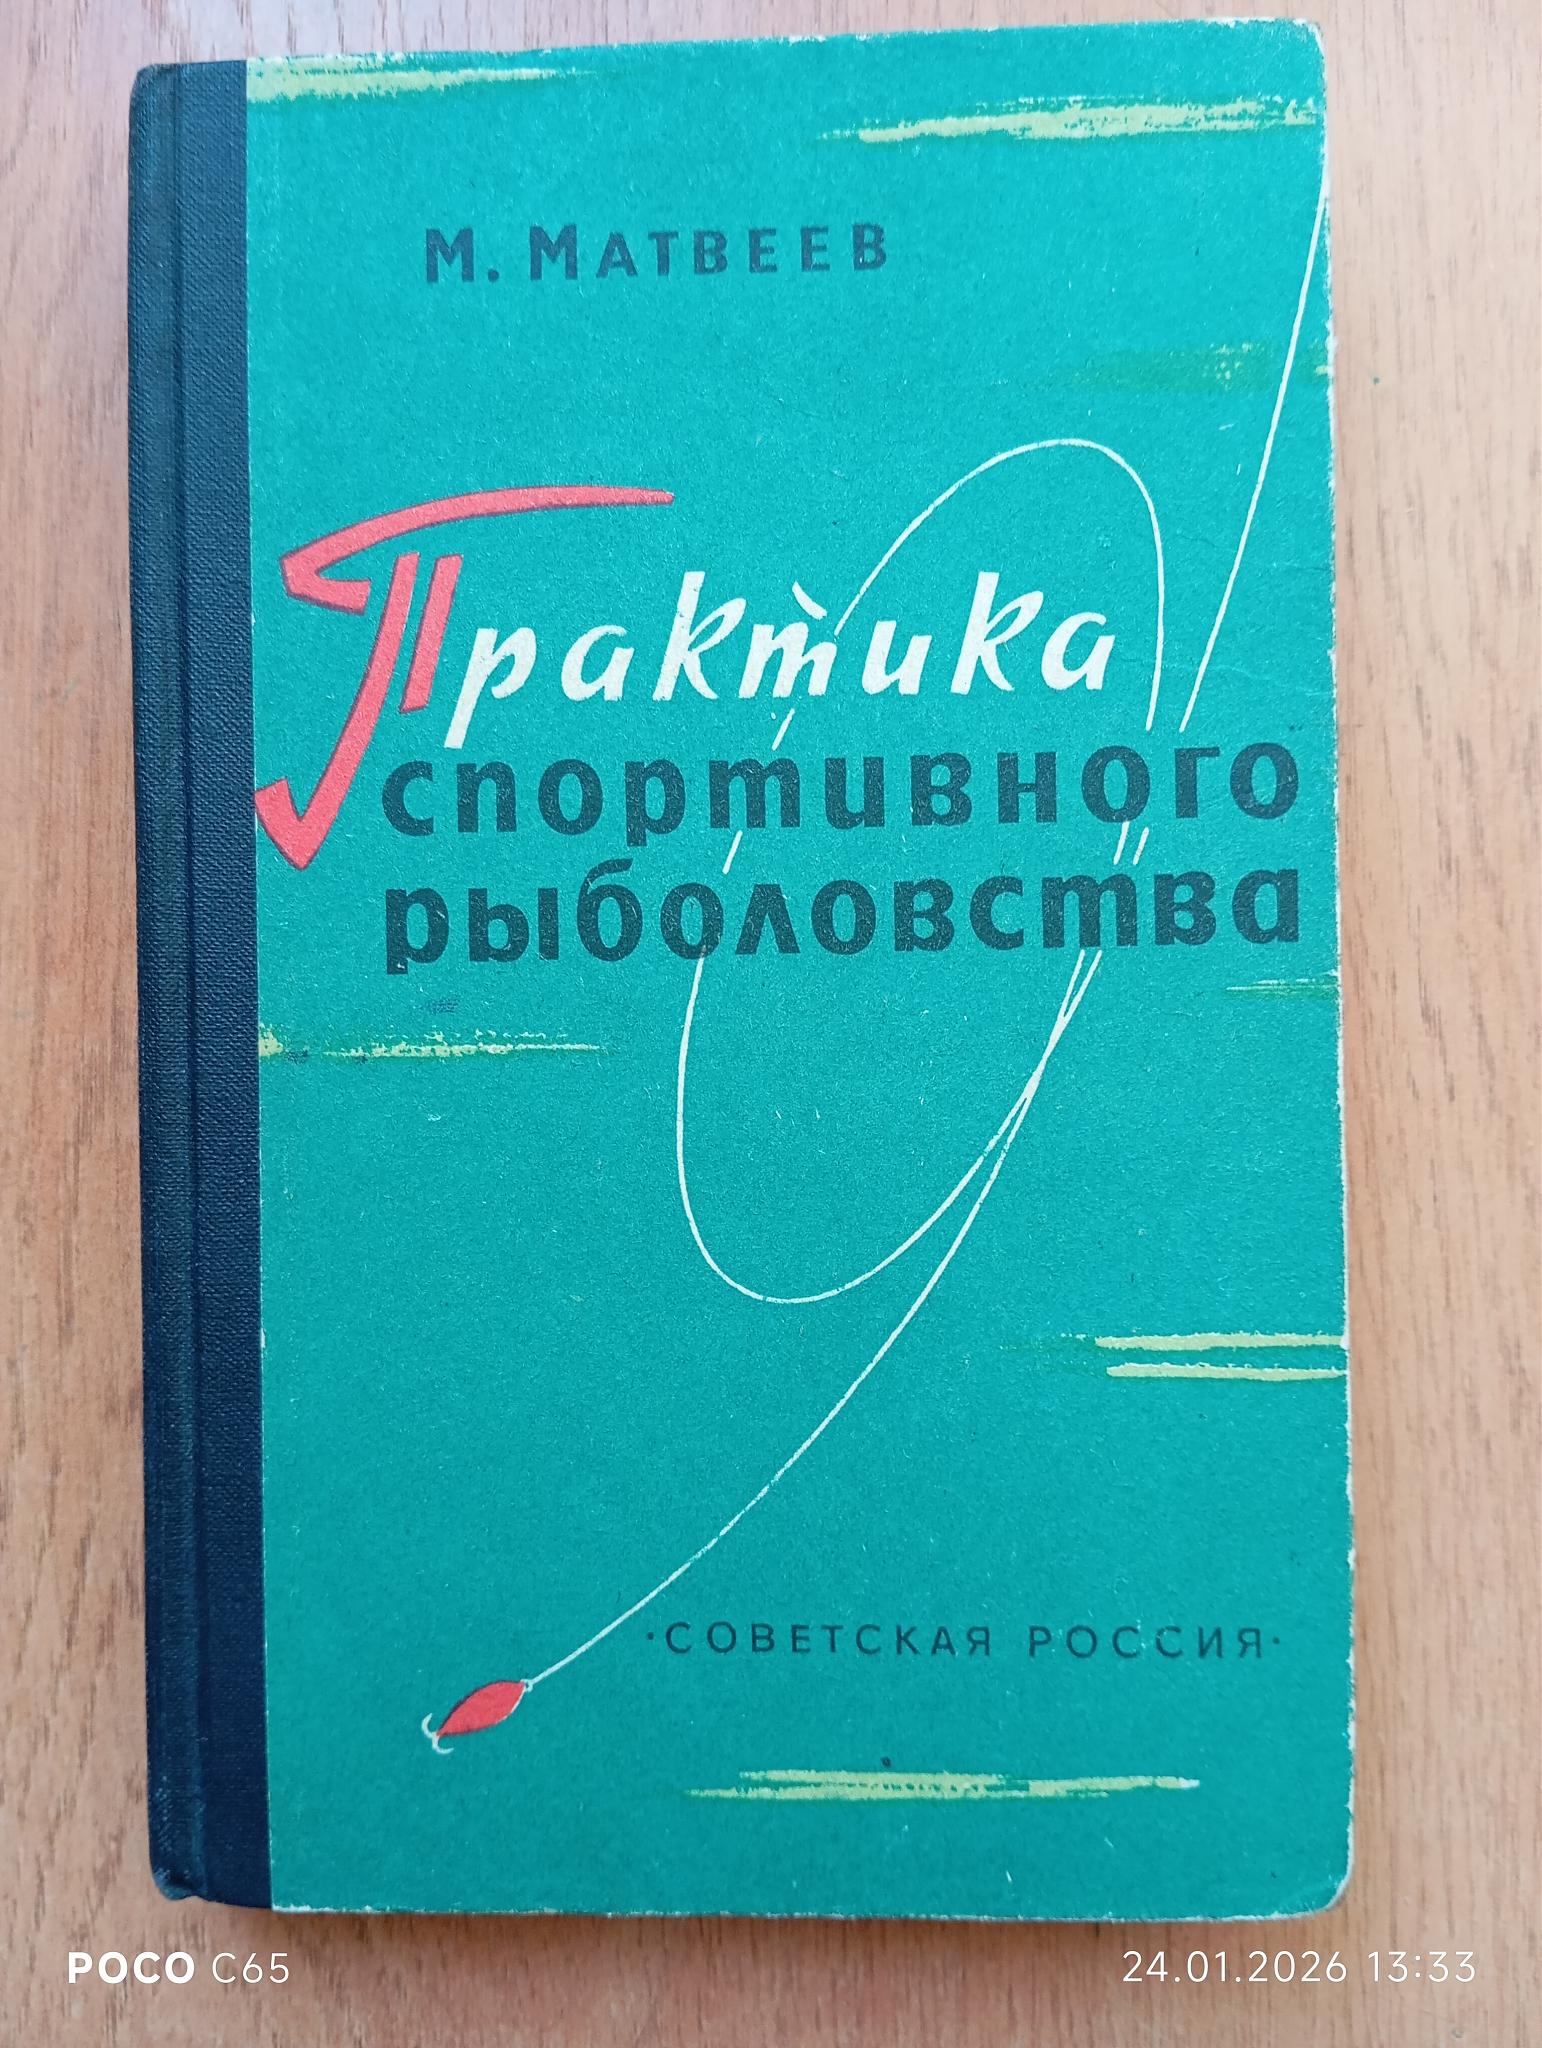 М. МАТВЕЕВ
Практика
спортивного
рыболовства
·СОВЕТСКАЯ РОССИЯ·
POCO C65
24.01.2026 13:33